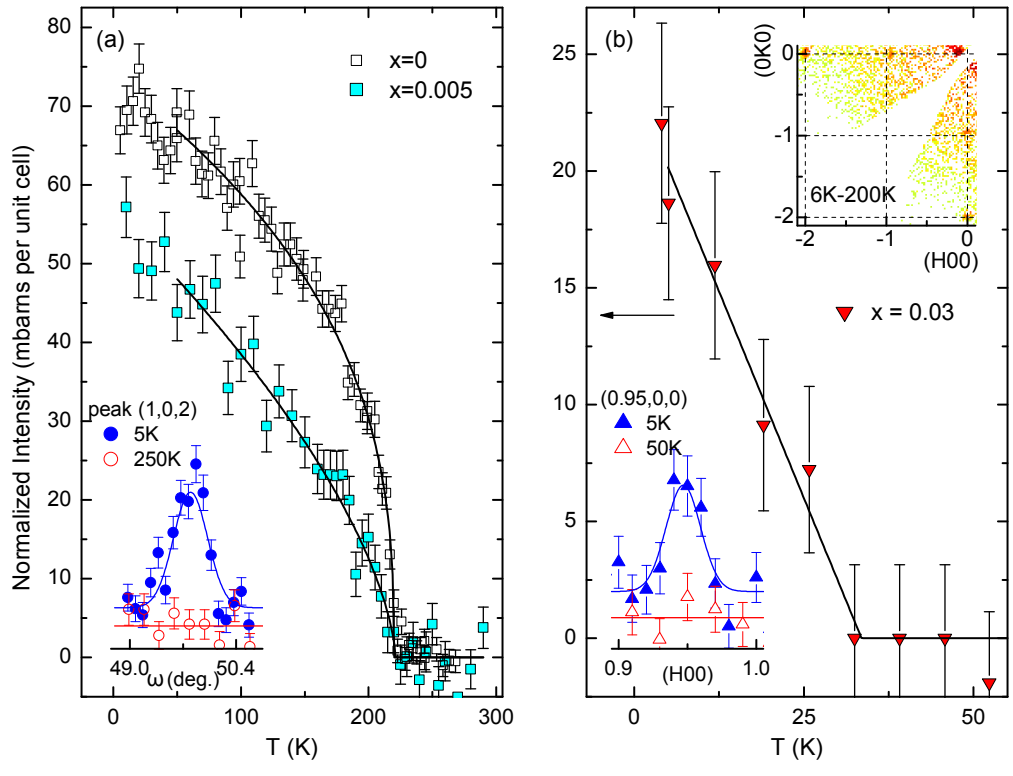 (a)
x=0
x=0.005
Normalized Intensity (mbarns per unit cell)
80
70
60
50
40
30
20
10
0
peak (1,0,2)
5K
250K
49.0
50.4
ω (deg.)
0
100
200
300
T (K)
(b)
25
20
15
10
5
0
(0K0)
0
-1
-2
6K-200K
-2
-1
0
(H00)
x = 0.03
(0.95,0,0)
5K
50K
0.9
1.0
(H00)
0
25
50
T (K)